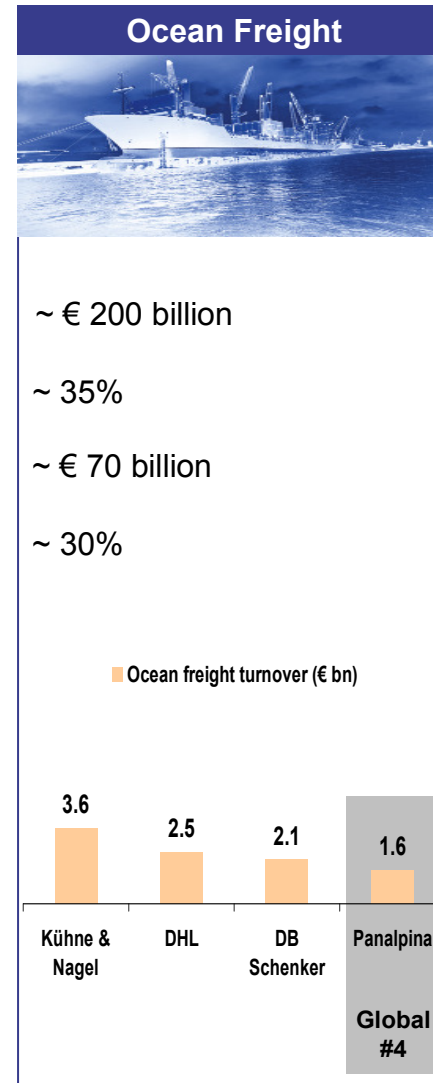 Ocean Freight
~ € 200 billion
~ 35%
~ € 70 billion
~ 30%
Ocean freight turnover (€ bn)
3.6
2.5
2.1
1.6
Kühne &
Nagel
DHL
DB
Schenker
Panalpina
Global
#4